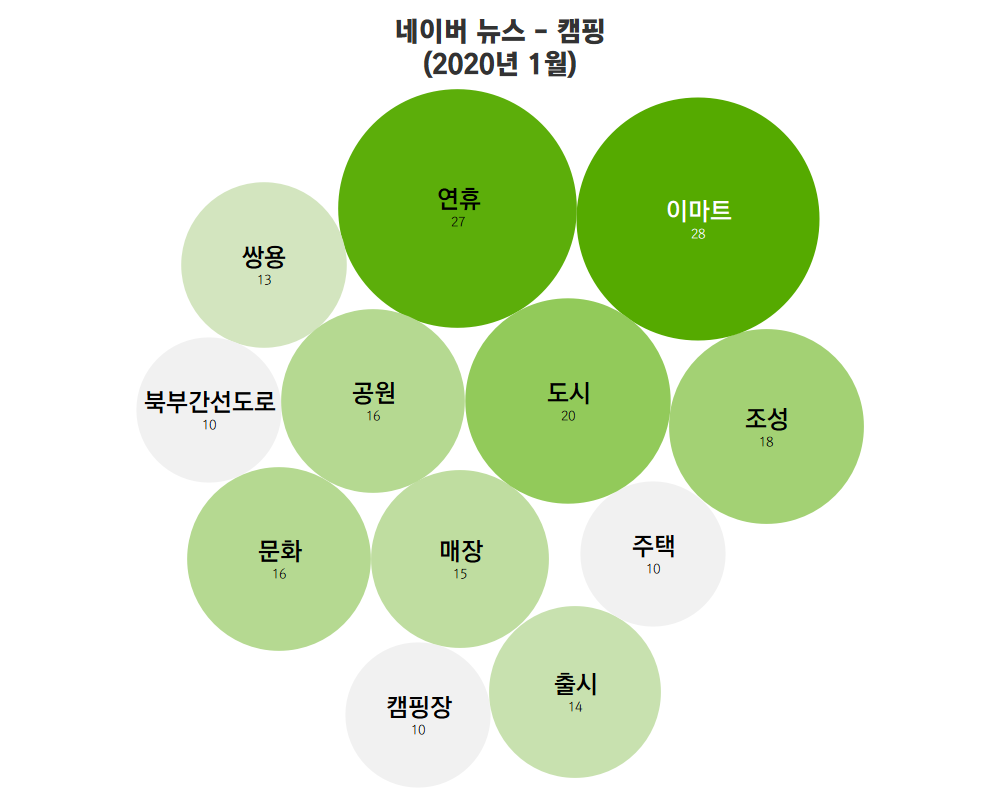 네이버 뉴스 - 캠핑
(2020년 1월)
연휴
27
이마트
28
쌍용
13
북부간선도로
10
공원
16
도시
20
조성
18
문화
16
매장
15
주택
10
캠핑장
10
출시
14